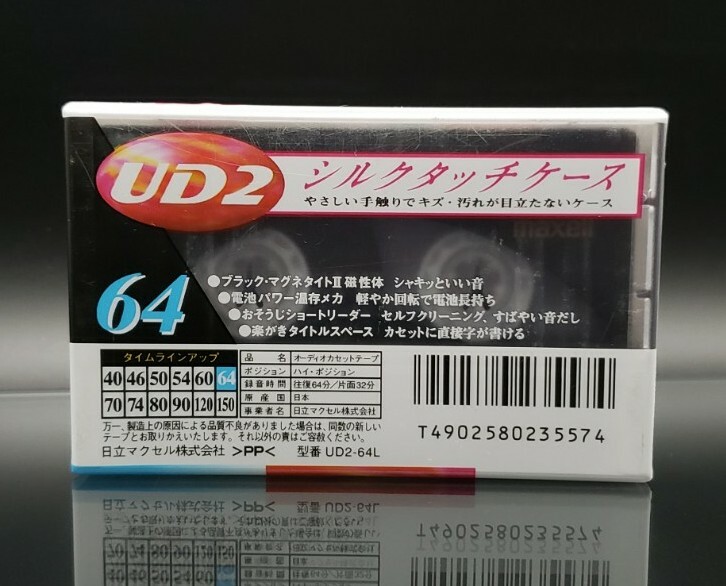 UD2
シルクタッチケース
やさしい手触りでキズ・汚れが目立たないケース
maxell
64
●ブラック・マグネタイトⅡ磁性体 シャキッといい音
●電池パワー温存メカ 軽やか回転で電池長持ち
●おそうじショートリーダー セルフクリーニング、すばやい音だし
●楽がきタイトルスペース カセットに直接字が書ける
タイムラインアップ
40 46 50 54 60 64
70 74 80 90 120 150
品名 オーディオカセットテープ
ポジション ハイ・ポジション
録音時間 往復64分/片面32分
原産国 日本
事業者名 日立マクセル株式会社
万一、製造上の原因による品質不良がありました場合は、同数の新しい
テープとお取りかえいたします。それ以外の責はご容赦ください。
日立マクセル株式会社 >PP< 型番 UD2-64L
T4902580235574